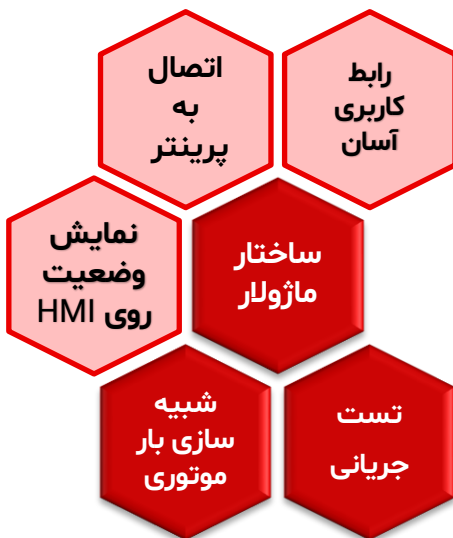 رابط
کاربری
آسان
اتصال
به
پرینتر
ساختار
ماژولار
نمایش
وضعیت
روی HMI
تست
جریانی
شبیه
سازی بار
موتوری